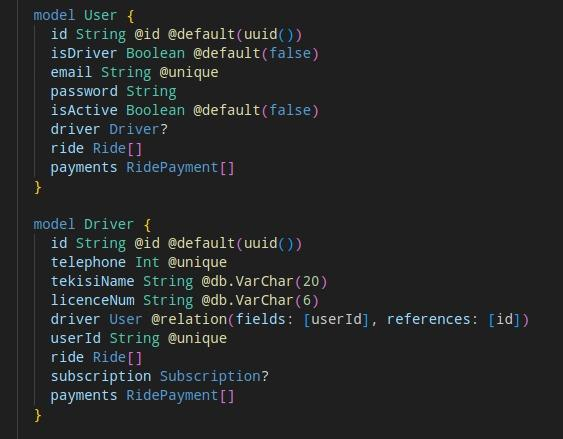 model User {
id String @id @default(uuid())
isDriver Boolean @default(false)
email String @unique
password String
isActive Boolean @default(false)
driver Driver?
ride Ride[]
payments RidePayment[]
}
model Driver {
id String @id @default(uuid())
telephone Int @unique
tekisiName String @db.VarChar(20)
licenceNum String @db.VarChar(6)
driver User @relation(fields: [userId], references: [id])
userId String @unique
ride Ride[]
subscription Subscription?
payments RidePayment[]
}